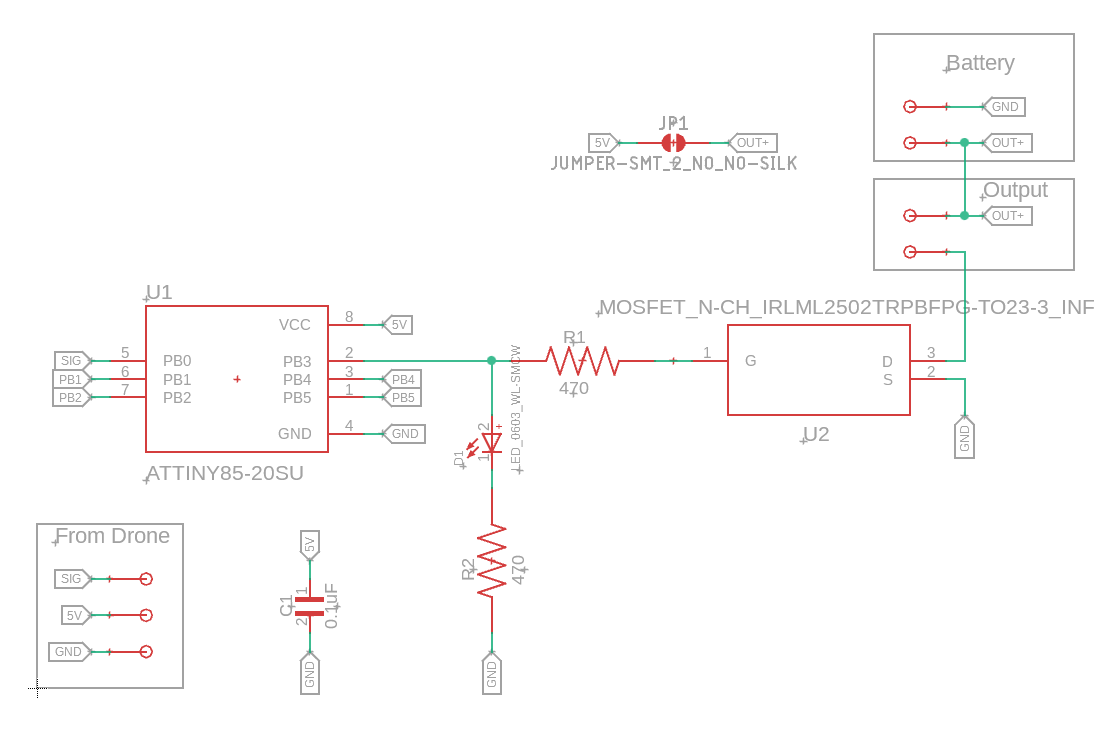 Battery
GND
OUT+
JP1
5V
OUT+
JUMPER-SMT_2_NO_NO-SILK
Output
OUT+
U1
MOSFET_N-CH_IRLML2502TRPBFPG-TO23-3_INF
VCC
8
5V
SIG
5
PB0
PB3
2
PB1
6
PB1
PB4
3
PB4
PB2
7
PB2
PB5
1
PB5
GND
4
GND
ATTINY85-20SU
R1
470
1
G
D
3
S
2
U2
GND
LED_0603_WL-SMCW
D1
2
1
+
R2
470
GND
From Drone
SIG
5V
GND
5V
C1
1
2
0.1uF
GND